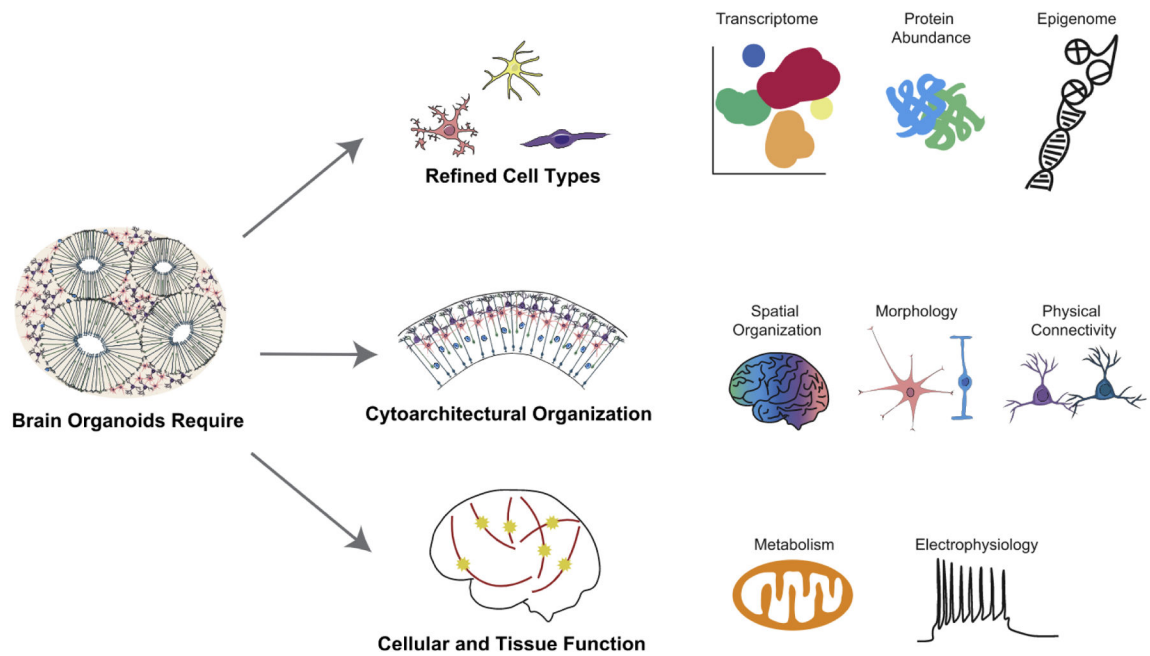 Transcriptome
Protein
Abundance
Epigenome
Refined Cell Types
Brain Organoids Require
Spatial
Organization
Morphology
Physical
Connectivity
Cytoarchitectural Organization
Metabolism
Electrophysiology
Cellular and Tissue Function